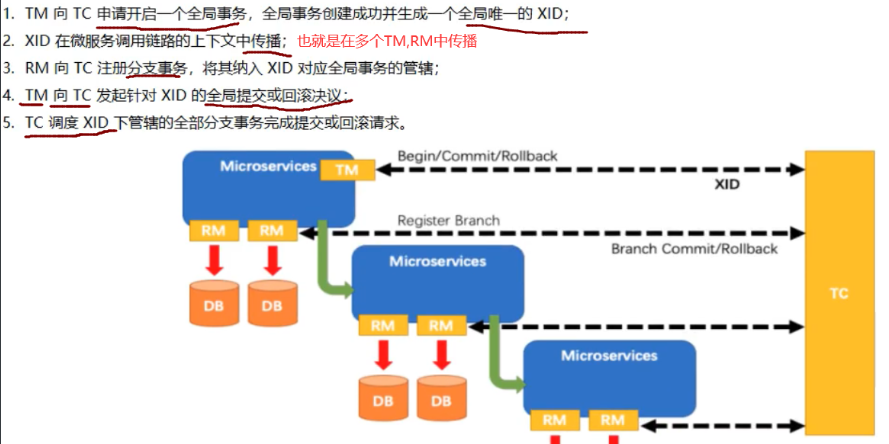 1. TM 向 TC 申请开启一个全局事务，全局事务创建成功并生成一个全局唯一的 XID；
2. XID 在微服务调用链路的上下文中传播；也就是在多个TM,RM中传播
3. RM 向 TC 注册分支事务，将其纳入 XID 对应全局事务的管辖；
4. TM 向 TC 发起针对 XID 的全局提交或回滚决议；
5. TC 调度 XID 下管辖的全部分支事务完成提交或回滚请求。
Microservices
TM
Begin/Commit/Rollback
XID
RM
RM
Register Branch
Branch Commit/Rollback
Microservices
DB
DB
TC
RM
RM
Microservices
DB
DB
RM
RM